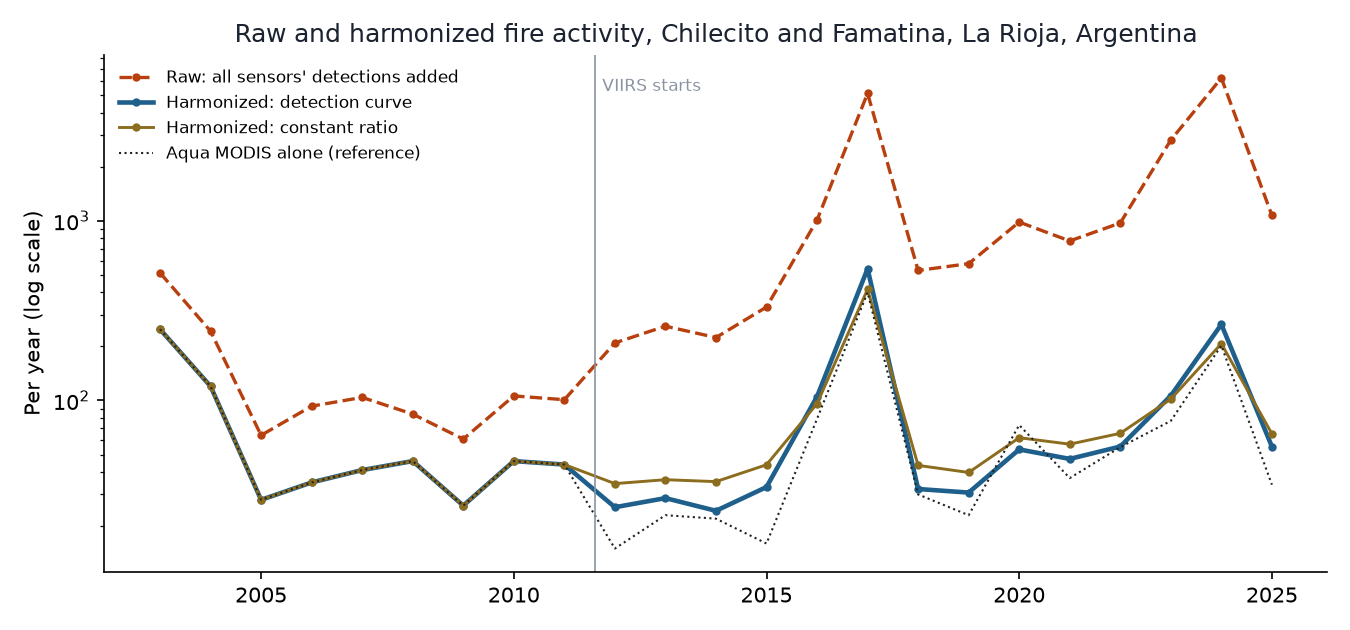 Raw and harmonized fire activity, Chilecito and Famatina, La Rioja, Argentina
Raw: all sensors' detections added
Harmonized: detection curve
Harmonized: constant ratio
Aqua MODIS alone (reference)
VIIRS starts
Per year (log scale)
10³
10²
2005 2010 2015 2020 2025